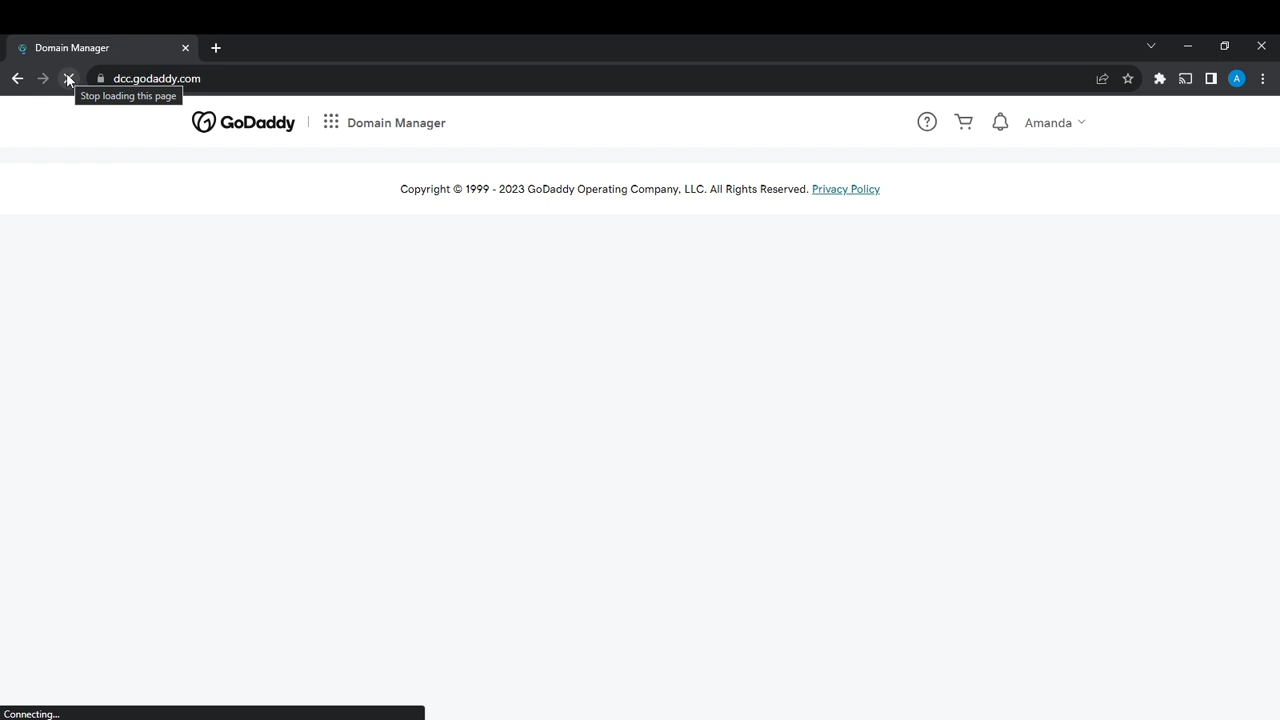 Domain Manager
dcc.godaddy.com
A
Stop loading this page
GoDaddy
Domain Manager
Amanda
Copyright © 1999 - 2023 GoDaddy Operating Company, LLC. All Rights Reserved. Privacy Policy
Connecting...